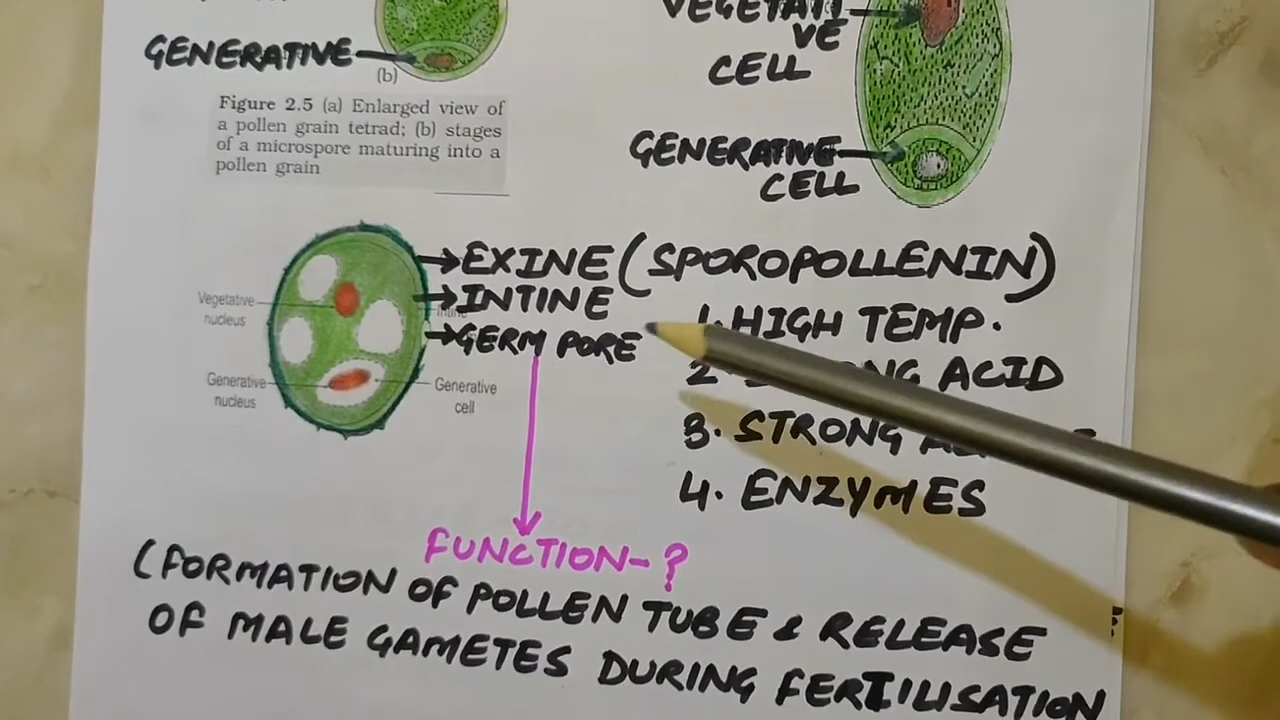 GENERATIVE
(b)
Figure 2.5 (a) Enlarged view of
a pollen grain tetrad; (b) stages
of a microspore maturing into a
pollen grain
VE
CELL
GENERATIVE
CELL
Vegetative
nucleus
Generative
nucleus
EXINE (SPOROPOLLENIN)
INTINE
GERM PORE
Generative
cell
1. HIGH TEMP.
2 ACID
3. STRONG
4. ENZYMES
FUNCTION-?
(FORMATION OF POLLEN TUBE & RELEASE
OF MALE GAMETES DURING FERTILISATION